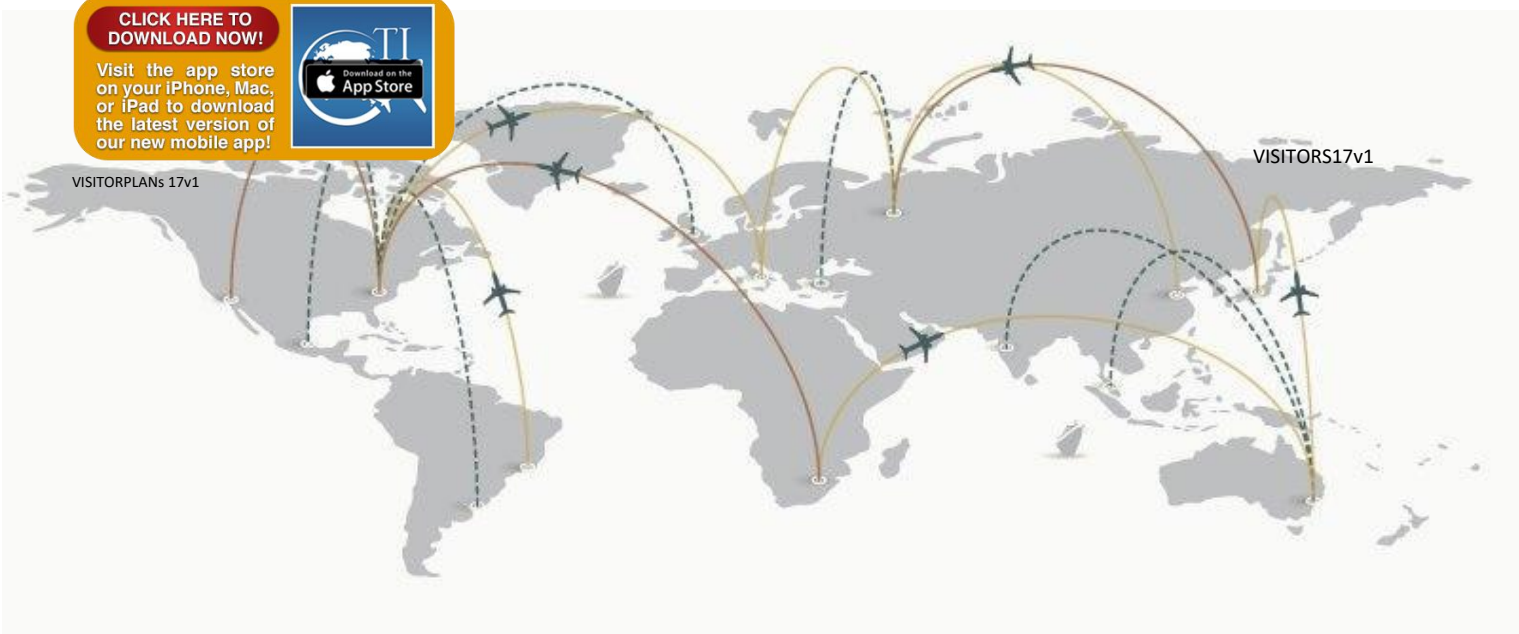 CLICK HERE TO
DOWNLOAD NOW!
Visit the app store
on your iPhone, Mac,
or iPad to download
the latest version of
our new mobile app!
TI
Download on the
App Store
VISITORPLANs 17v1
VISITORS17v1